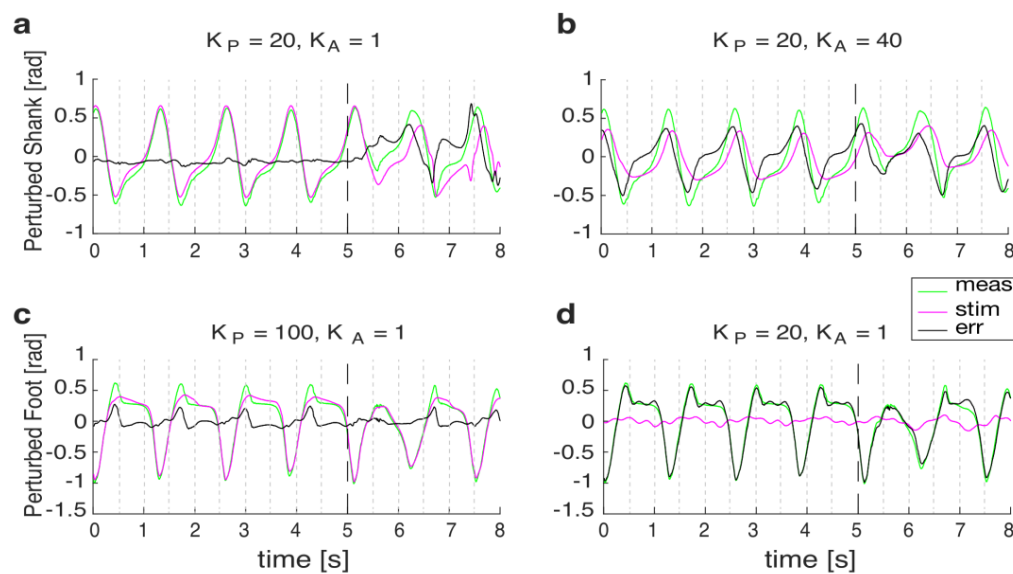 a
K P = 20, K A = 1
Perturbed Shank [rad]
1
0.5
0
-0.5
-1
0 1 2 3 4 5 6 7 8
b
K P = 20, K A = 40
1
0.5
0
-0.5
-1
0 1 2 3 4 5 6 7 8
meas
stim
err
c
K P = 100, K A = 1
Perturbed Foot [rad]
1
0.5
0
-0.5
-1
-1.5
0 1 2 3 4 5 6 7 8
time [s]
d
K P = 20, K A = 1
1
0.5
0
-0.5
-1
-1.5
0 1 2 3 4 5 6 7 8
time [s]